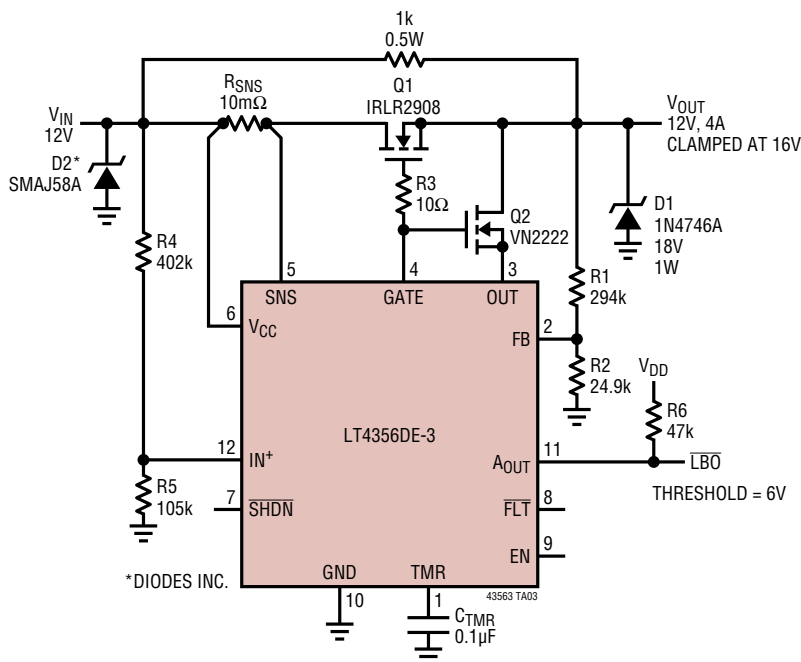 1k
0.5W
RSNS
10mΩ
Q1
IRLR2908
VIN
12V
VOUT
12V, 4A
CLAMPED AT 16V
D2*
SMAJ58A
R3
10Ω
Q2
VN2222
D1
1N4746A
18V
1W
R4
402k
5
4
3
R1
294k
SNS
GATE
OUT
6
VCC
FB
2
R2
24.9k
VDD
R6
47k
LT4356DE-3
12
IN+
AOUT
11
LBO
THRESHOLD = 6V
R5
105k
7
SHDN
FLT
8
EN
9
*DIODES INC.
GND
TMR
10
1
43563 TA03
CTMR
0.1µF